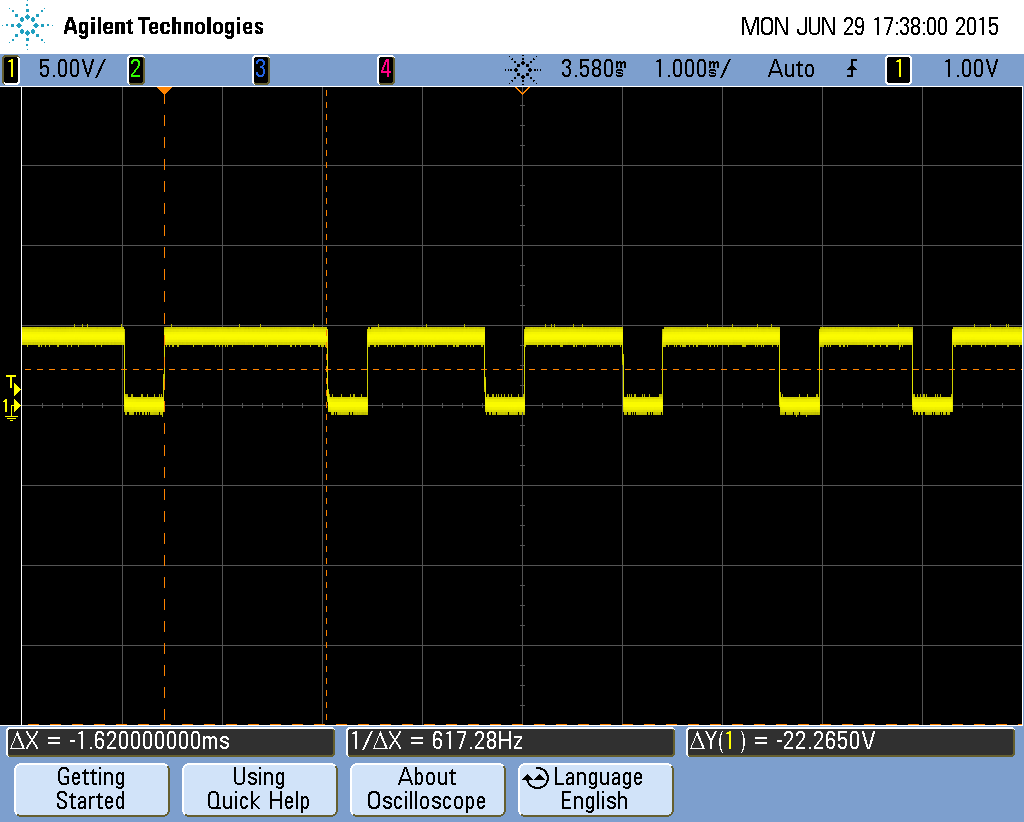 Agilent Technologies MON JUN 29 17:38:00 2015
1 5.00V/ 2 3 4 3.580ms 1.000ms/ Auto 1 1.00V
T
1
ΔX = -1.620000000ms 1/ΔX = 617.28Hz ΔY(1) = -22.2650V
Getting Started
Using Quick Help
About Oscilloscope
Language English